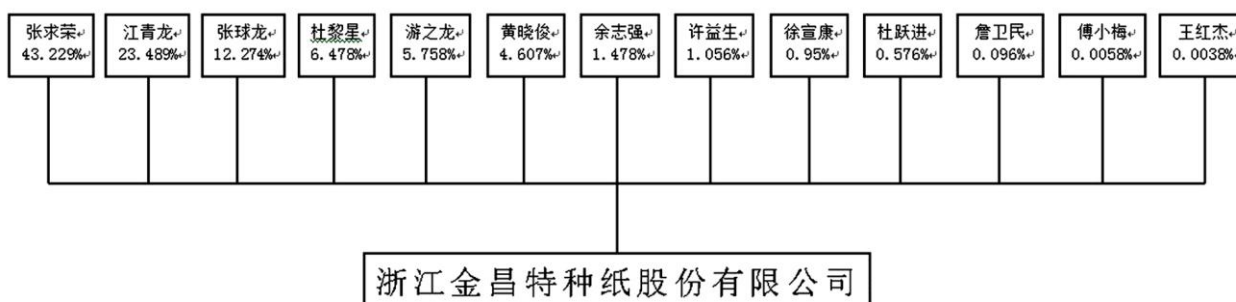 张求荣
43.229%
江青龙
23.489%
张球龙
12.274%
杜黎星
6.478%
游之龙
5.758%
黄晓俊
4.607%
余志强
1.478%
许益生
1.056%
徐宣康
0.95%
杜跃进
0.576%
詹卫民
0.096%
傅小梅
0.0058%
王红杰
0.0038%
浙江金昌特种纸股份有限公司